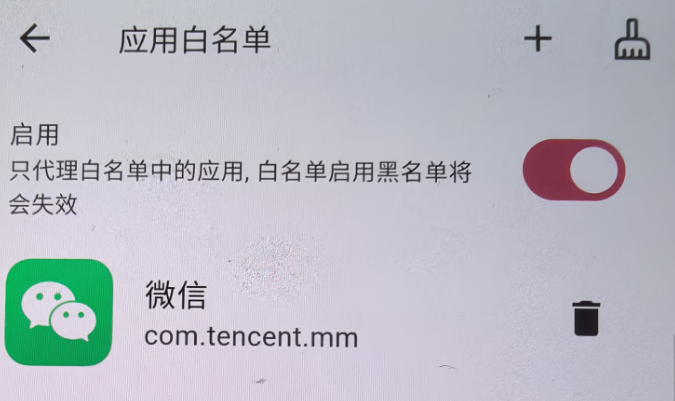 应用白名单
启用
只代理白名单中的应用, 白名单启用黑名单将
会失效
微信
com.tencent.mm